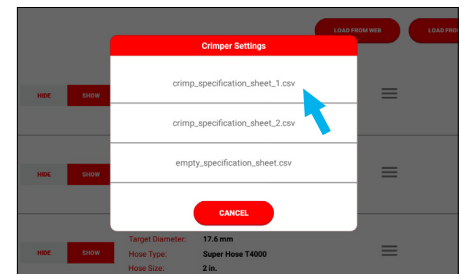 LOAD FROM WEB LOAD FRO
Crimper Settings
crimp_specification_sheet_1.csv
HIDE SHOW
crimp_specification_sheet_2.csv
empty_specification_sheet.csv
HIDE SHOW
CANCEL
Target Diameter: 17.6 mm
HIDE SHOW Hose Type: Super Hose T4000
Hose Size: 2 in.